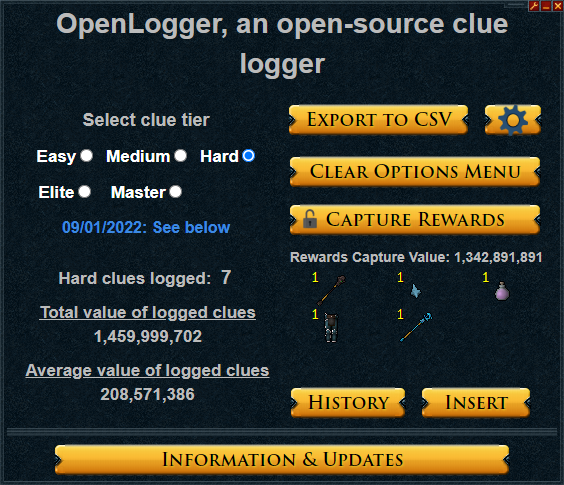 OpenLogger, an open-source clue
logger
Select clue tier
Easy Medium Hard
Elite Master
09/01/2022: See below
Hard clues logged: 7
Total value of logged clues
1,459,999,702
Average value of logged clues
208,571,386
Export to CSV
Clear Options Menu
Capture Rewards
Rewards Capture Value: 1,342,891,891
1 1 1
1 1
History Insert
Information & Updates